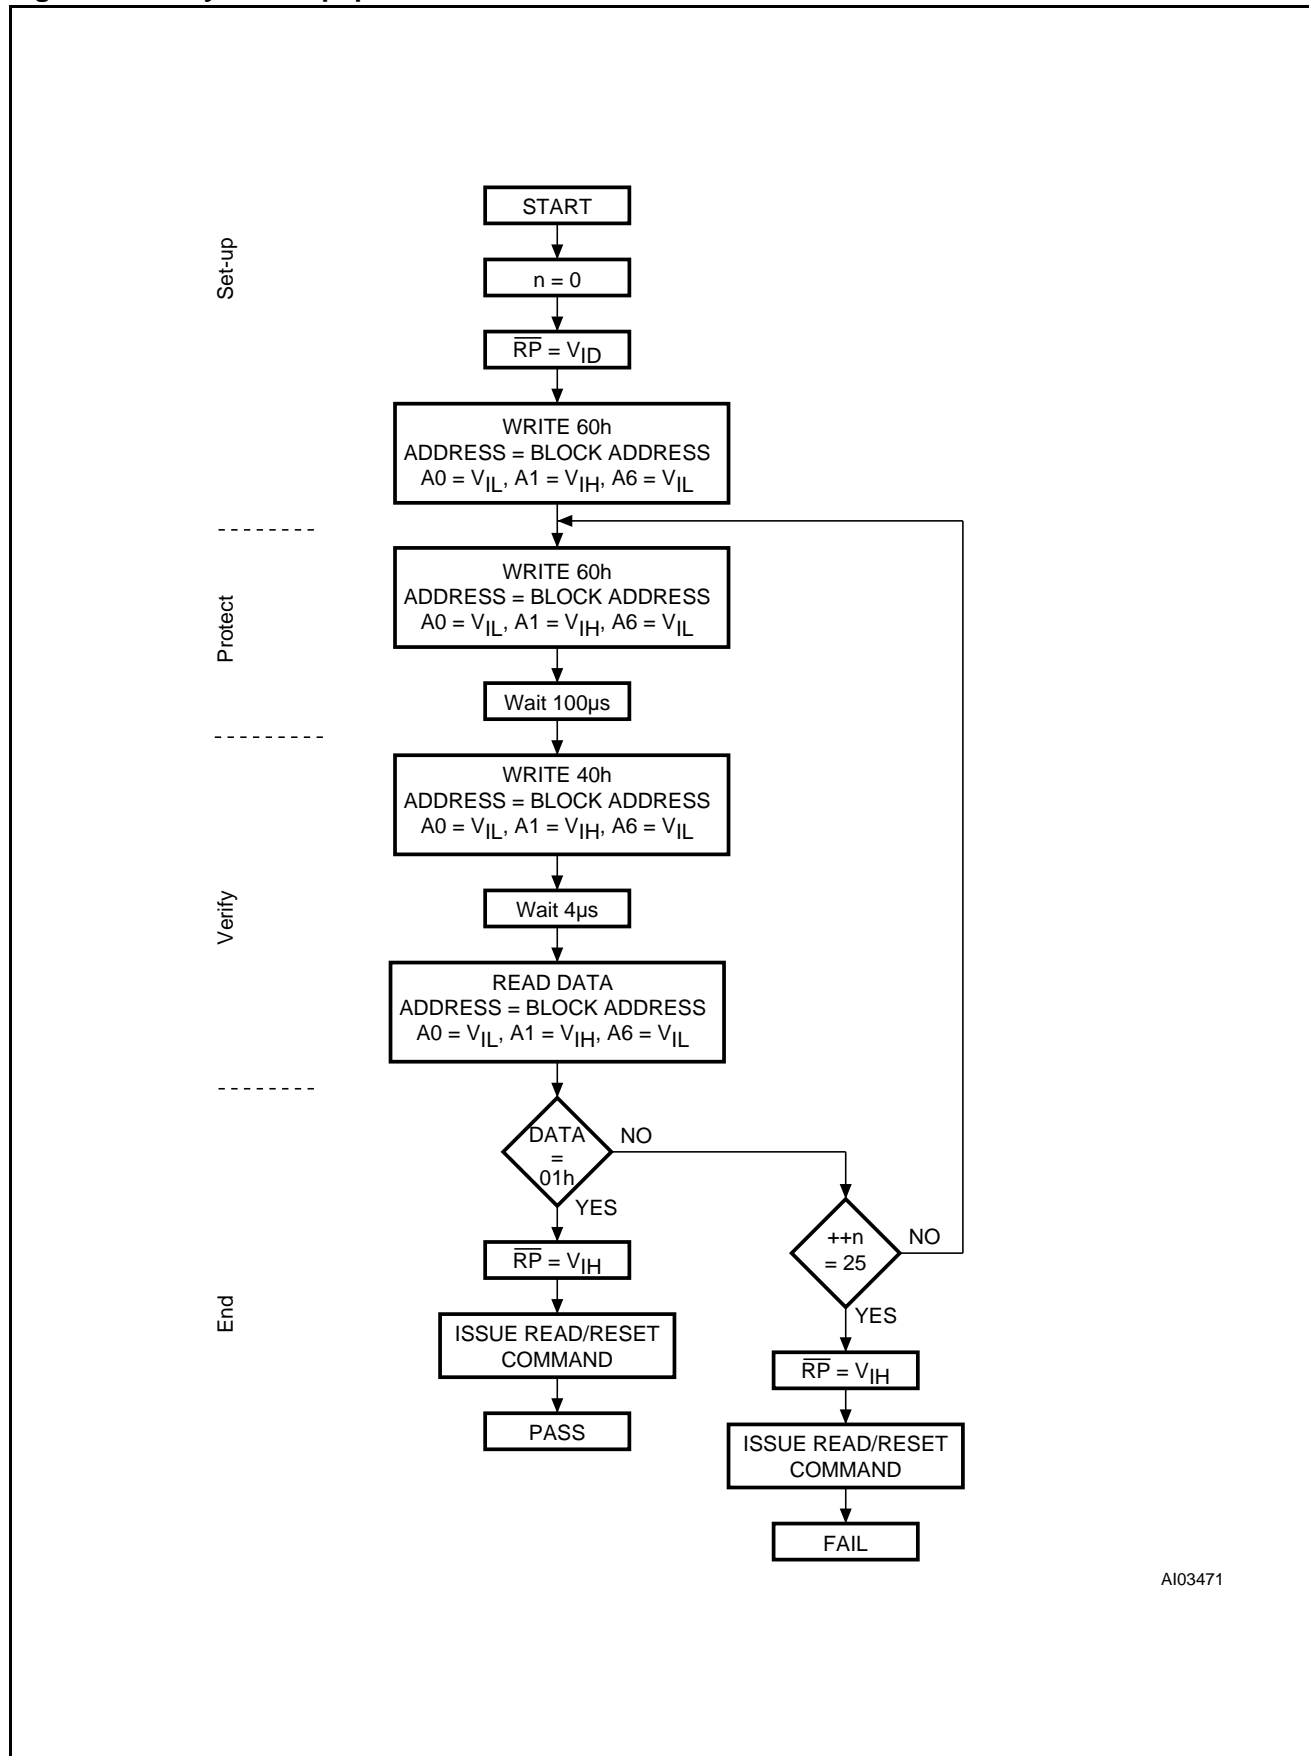 Set-up
START
n = 0
RP = VID
WRITE 60h
ADDRESS = BLOCK ADDRESS
A0 = VIL, A1 = VIH, A6 = VIL
Protect
WRITE 60h
ADDRESS = BLOCK ADDRESS
A0 = VIL, A1 = VIH, A6 = VIL
Wait 100µs
Verify
WRITE 40h
ADDRESS = BLOCK ADDRESS
A0 = VIL, A1 = VIH, A6 = VIL
Wait 4µs
READ DATA
ADDRESS = BLOCK ADDRESS
A0 = VIL, A1 = VIH, A6 = VIL
End
DATA
=
01h
NO
YES
RP = VIH
ISSUE READ/RESET
COMMAND
PASS
++n
= 25
NO
YES
RP = VIH
ISSUE READ/RESET
COMMAND
FAIL
AI03471